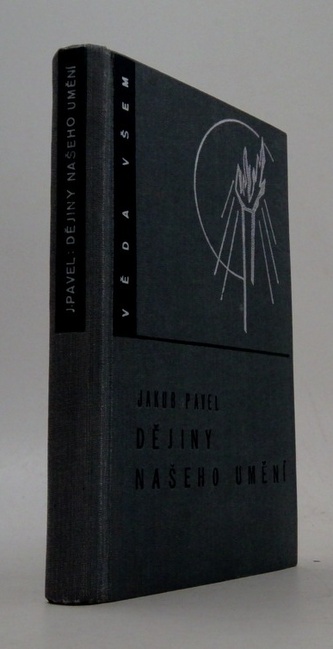 J.PAVEL: DĚJINY NAŠEHO UMĚNÍ
VĚDA VŠEM
JAKUB PAVEL
DĚJINY
NAŠEHO UMĚNÍ